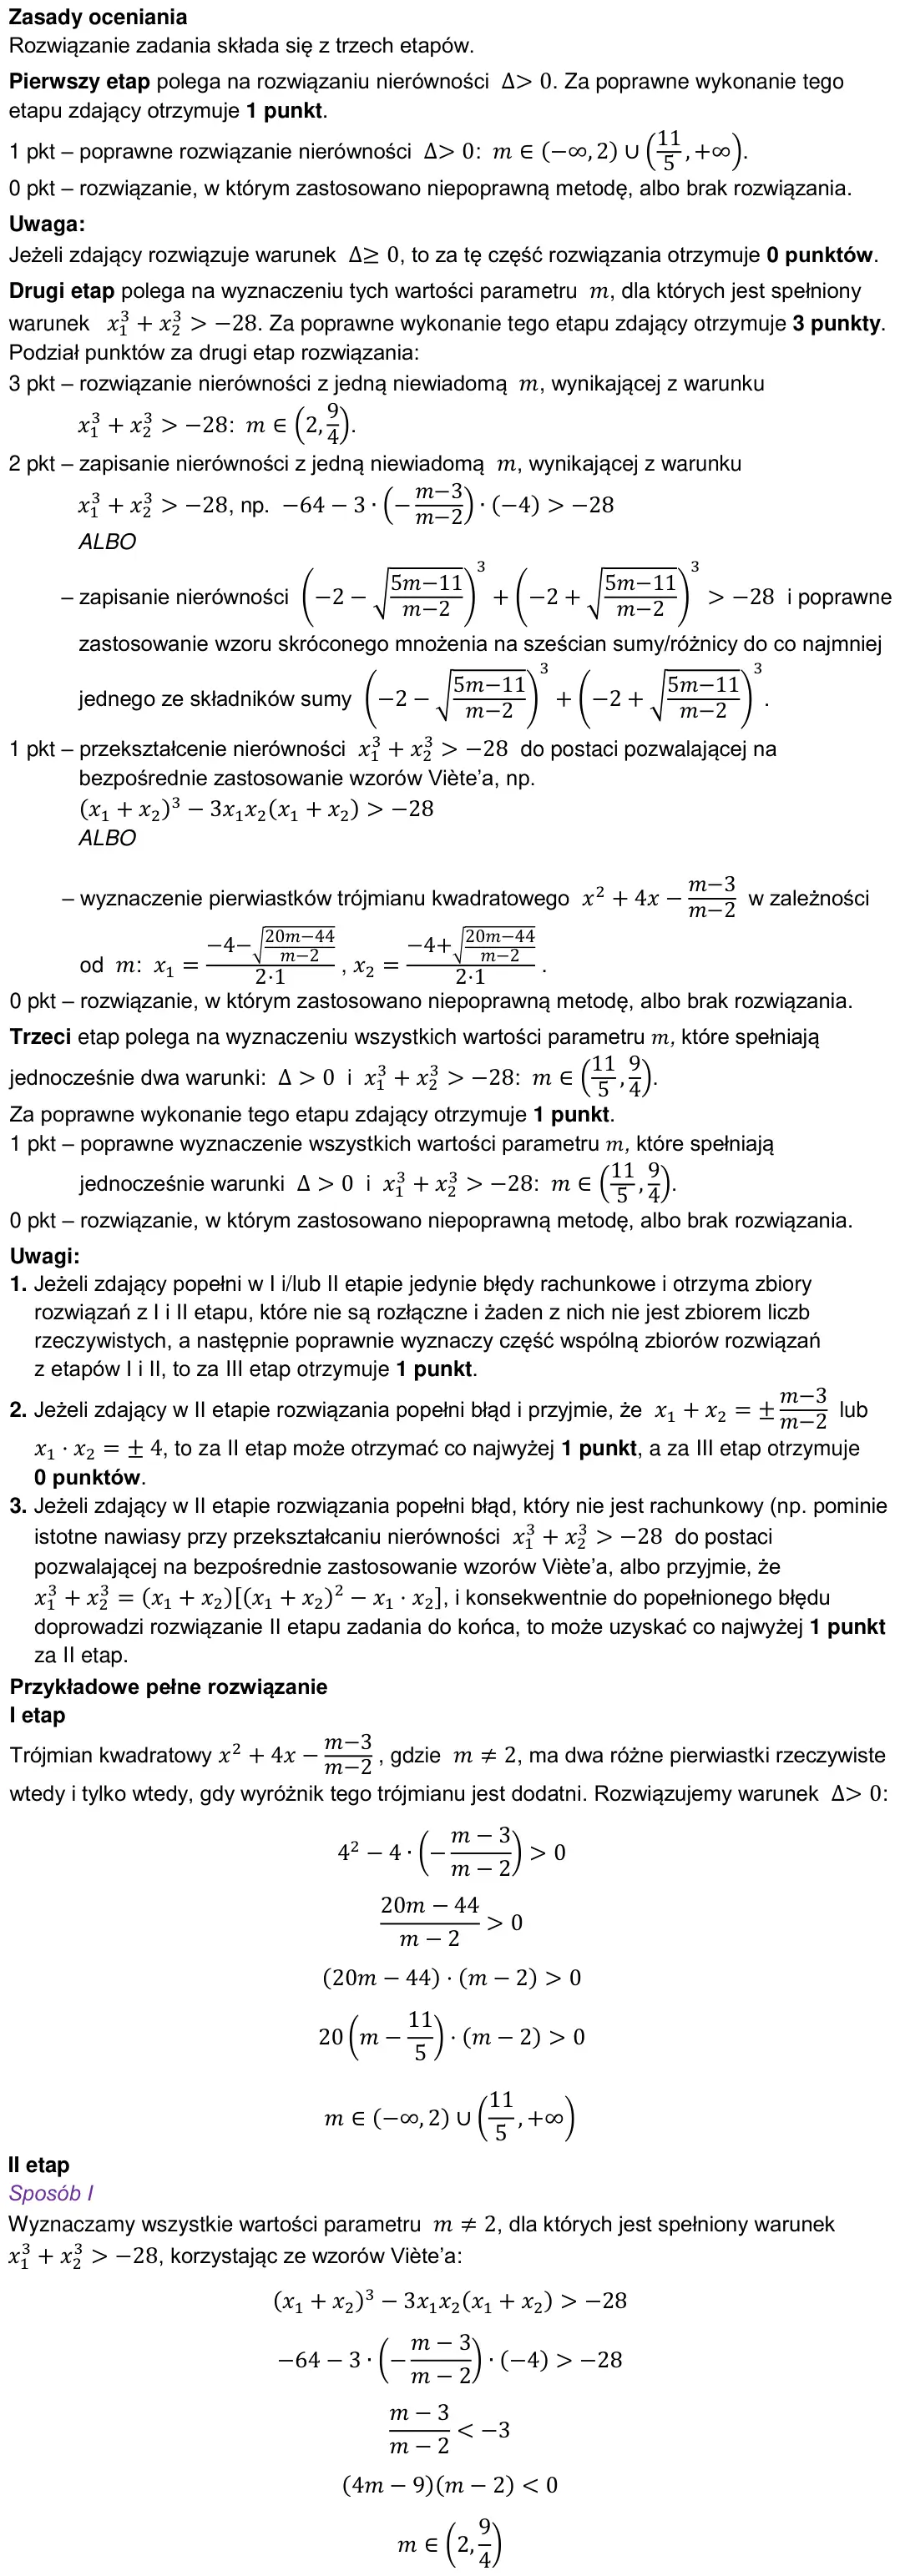 Zasady oceniania
Rozwiązanie zadania składa się z trzech etapów.
Pierwszy etap polega na rozwiązaniu nierówności Δ> 0. Za poprawne wykonanie tego
etapu zdający otrzymuje 1 punkt.
1 pkt – poprawne rozwiązanie nierówności Δ> 0: m ∈ (−∞, 2) ∪ (11/5, +∞).
0 pkt – rozwiązanie, w którym zastosowano niepoprawną metodę, albo brak rozwiązania.
Uwaga:
Jeżeli zdający rozwiązuje warunek Δ≥ 0, to za tę część rozwiązania otrzymuje 0 punktów.
Drugi etap polega na wyznaczeniu tych wartości parametru m, dla których jest spełniony
warunek x₁³ + x₂³ > −28. Za poprawne wykonanie tego etapu zdający otrzymuje 3 punkty.
Podział punktów za drugi etap rozwiązania:
3 pkt – rozwiązanie nierówności z jedną niewiadomą m, wynikającej z warunku
x₁³ + x₂³ > −28: m ∈ (2, 9/4).
2 pkt – zapisanie nierówności z jedną niewiadomą m, wynikającej z warunku
x₁³ + x₂³ > −28, np. −64 − 3 · (−(m−3)/(m−2)) · (−4) > −28
ALBO
– zapisanie nierówności (−2 − √((5m−11)/(m−2)))³ + (−2 + √((5m−11)/(m−2)))³ > −28 i poprawne
zastosowanie wzoru skróconego mnożenia na sześcian sumy/różnicy do co najmniej
jednego ze składników sumy (−2 − √((5m−11)/(m−2)))³ + (−2 + √((5m−11)/(m−2)))³.
1 pkt – przekształcenie nierówności x₁³ + x₂³ > −28 do postaci pozwalającej na
bezpośrednie zastosowanie wzorów Viète’a, np.
(x₁ + x₂)³ − 3x₁x₂(x₁ + x₂) > −28
ALBO
– wyznaczenie pierwiastków trójmianu kwadratowego x² + 4x − (m−3)/(m−2) w zależności
od m: x₁ = (−4−√((20m−44)/(m−2)))/(2·1), x₂ = (−4+√((20m−44)/(m−2)))/(2·1).
0 pkt – rozwiązanie, w którym zastosowano niepoprawną metodę, albo brak rozwiązania.
Trzeci etap polega na wyznaczeniu wszystkich wartości parametru m, które spełniają
jednocześnie dwa warunki: Δ > 0 i x₁³ + x₂³ > −28: m ∈ (11/5, 9/4).
Za poprawne wykonanie tego etapu zdający otrzymuje 1 punkt.
1 pkt – poprawne wyznaczenie wszystkich wartości parametru m, które spełniają
jednocześnie warunki Δ > 0 i x₁³ + x₂³ > −28: m ∈ (11/5, 9/4).
0 pkt – rozwiązanie, w którym zastosowano niepoprawną metodę, albo brak rozwiązania.
Uwagi:
1. Jeżeli zdający popełni w I i/lub II etapie jedynie błędy rachunkowe i otrzyma zbiory
rozwiązań z I i II etapu, które nie są rozłączne i żaden z nich nie jest zbiorem liczb
rzeczywistych, a następnie poprawnie wyznaczy część wspólną zbiorów rozwiązań
z etapów I i II, to za III etap otrzymuje 1 punkt.
2. Jeżeli zdający w II etapie rozwiązania popełni błąd i przyjmie, że x₁ + x₂ = ± (m−3)/(m−2) lub
x₁ · x₂ = ± 4, to za II etap może otrzymać co najwyżej 1 punkt, a za III etap otrzymuje
0 punktów.
3. Jeżeli zdający w II etapie rozwiązania popełni błąd, który nie jest rachunkowy (np. pominie
istotne nawiasy przy przekształcaniu nierówności x₁³ + x₂³ > −28 do postaci
pozwalającej na bezpośrednie zastosowanie wzorów Viète’a, albo przyjmie, że
x₁³ + x₂³ = (x₁ + x₂)[(x₁ + x₂)² − x₁ · x₂], i konsekwentnie do popełnionego błędu
doprowadzi rozwiązanie II etapu zadania do końca, to może uzyskać co najwyżej 1 punkt
za II etap.
Przykładowe pełne rozwiązanie
I etap
Trójmian kwadratowy x² + 4x − (m−3)/(m−2), gdzie m ≠ 2, ma dwa różne pierwiastki rzeczywiste
wtedy i tylko wtedy, gdy wyróżnik tego trójmianu jest dodatni. Rozwiązujemy warunek Δ> 0:
4² − 4 · (−(m − 3)/(m − 2)) > 0
(20m − 44)/(m − 2) > 0
(20m − 44) · (m − 2) > 0
20 (m − 11/5) · (m − 2) > 0
m ∈ (−∞, 2) ∪ (11/5, +∞)
II etap
Sposób I
Wyznaczamy wszystkie wartości parametru m ≠ 2, dla których jest spełniony warunek
x₁³ + x₂³ > −28, korzystając ze wzorów Viète’a:
(x₁ + x₂)³ − 3x₁x₂(x₁ + x₂) > −28
−64 − 3 · (−(m − 3)/(m − 2)) · (−4) > −28
(m − 3)/(m − 2) < −3
(4m − 9)(m − 2) < 0
m ∈ (2, 9/4)